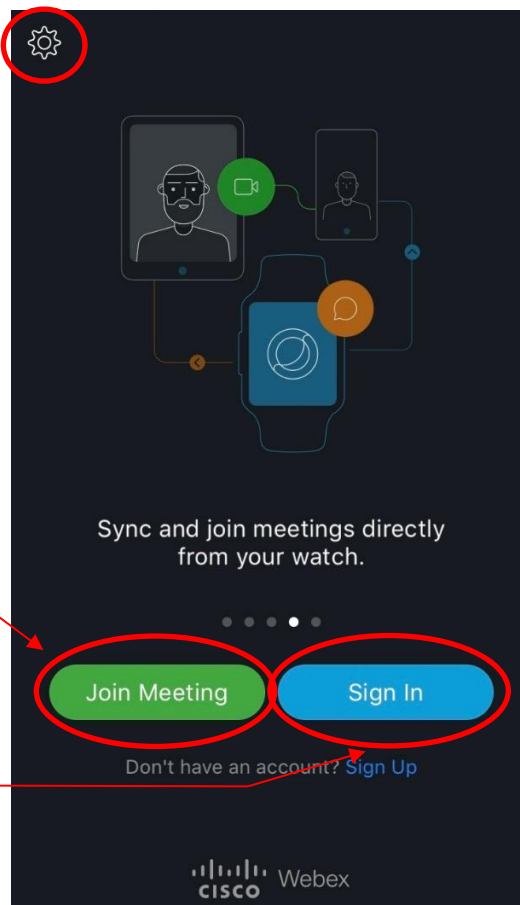 Sync and join meetings directly
from your watch.
Join Meeting
Sign In
Don't have an account? Sign Up
CISCO Webex